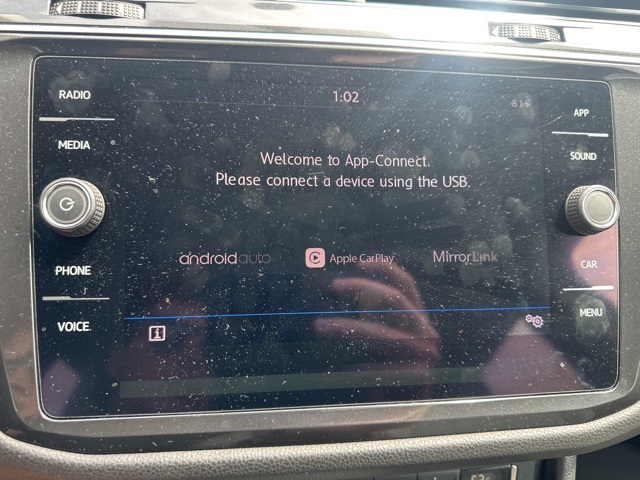 RADIO
MEDIA
PHONE
VOICE
1:02
Welcome to App-Connect.
Please connect a device using the USB.
androidauto
Apple CarPlay
MirrorLink
i
APP
SOUND
CAR
MENU